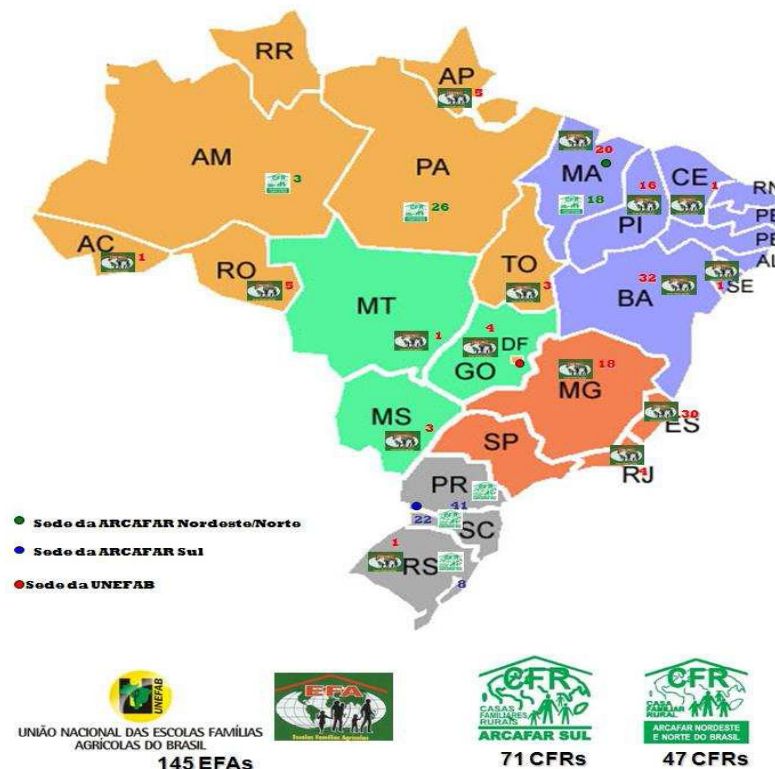 RR
AP
5
AM
3
PA
26
20
MA
18
16
PI
CE
1
RN
AC
1
RO
5
TO
3
32
BA
1
SE
MT
1
4
DF
GO
18
MG
30
ES
MS
3
SP
RJ
PR
41
22
SC
1
RS
8
Sede da ARCAFAR Nordeste/Norte
Sede da ARCAFAR Sul
Sede da UNEFAB
UNEFAB
UNIÃO NACIONAL DAS ESCOLAS FAMÍLIAS
AGRÍCOLAS DO BRASIL
145 EFAs
EFA
Escolas Famílias Agrícolas
CFR
CASAS
FAMILIARES
RURAIS
ARCAFAR SUL
71 CFRs
CFR
CASA
FAMILIAR
RURAL
ARCAFAR NORDESTE
E NORTE DO BRASIL
47 CFRs